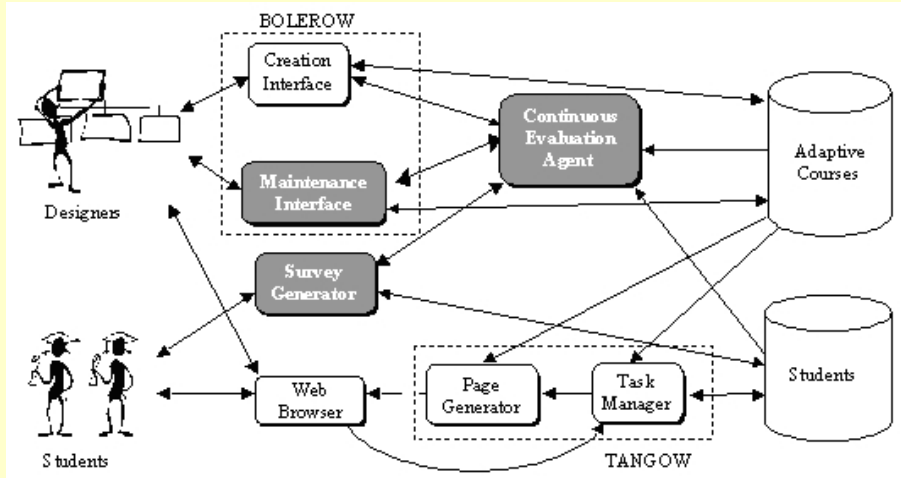 BOLEROW
Creation
Interface
Continuous
Evaluation
Agent
Adaptive
Courses
Maintenance
Interface
Designers
Survey
Generator
Web
Browser
Page
Generator
Task
Manager
Students
Students
TANGOW